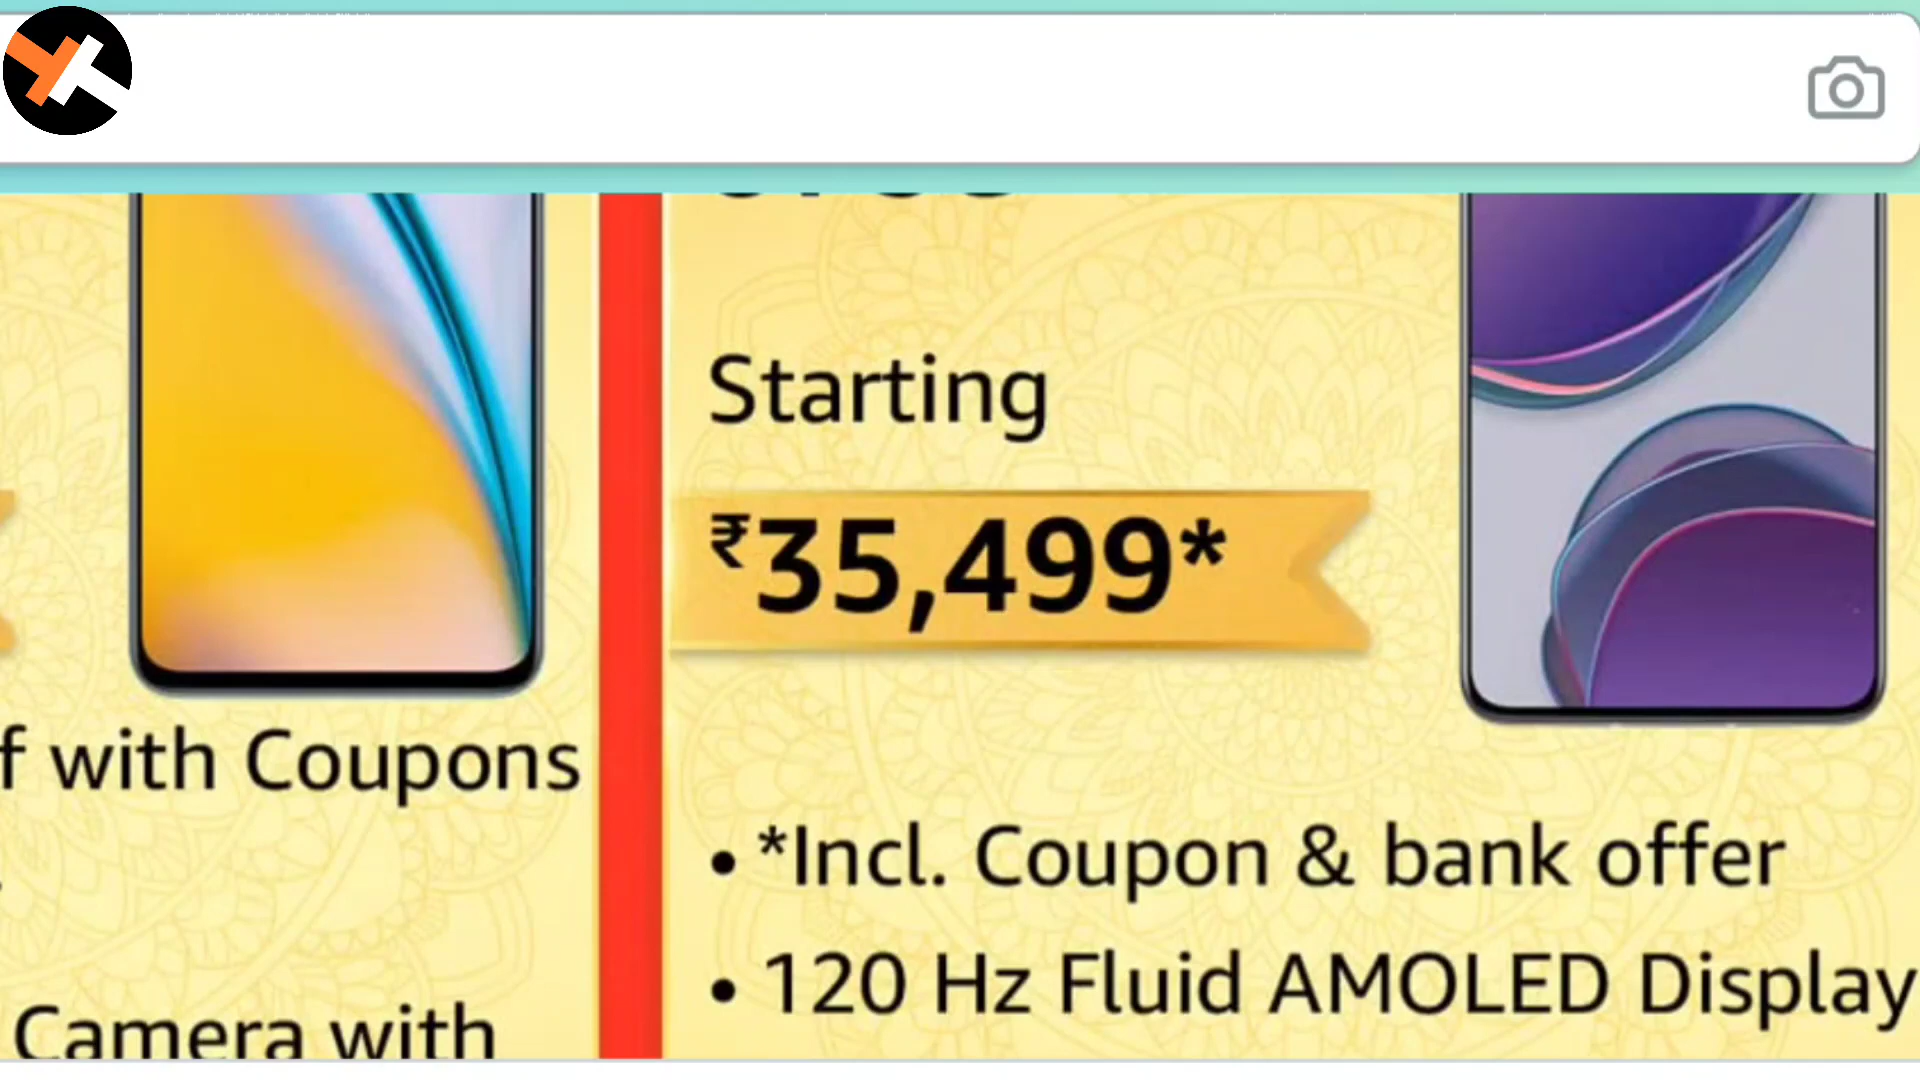 Starting
₹35,499*
f with Coupons
• *Incl. Coupon & bank offer
• 120 Hz Fluid AMOLED Display
Camera with